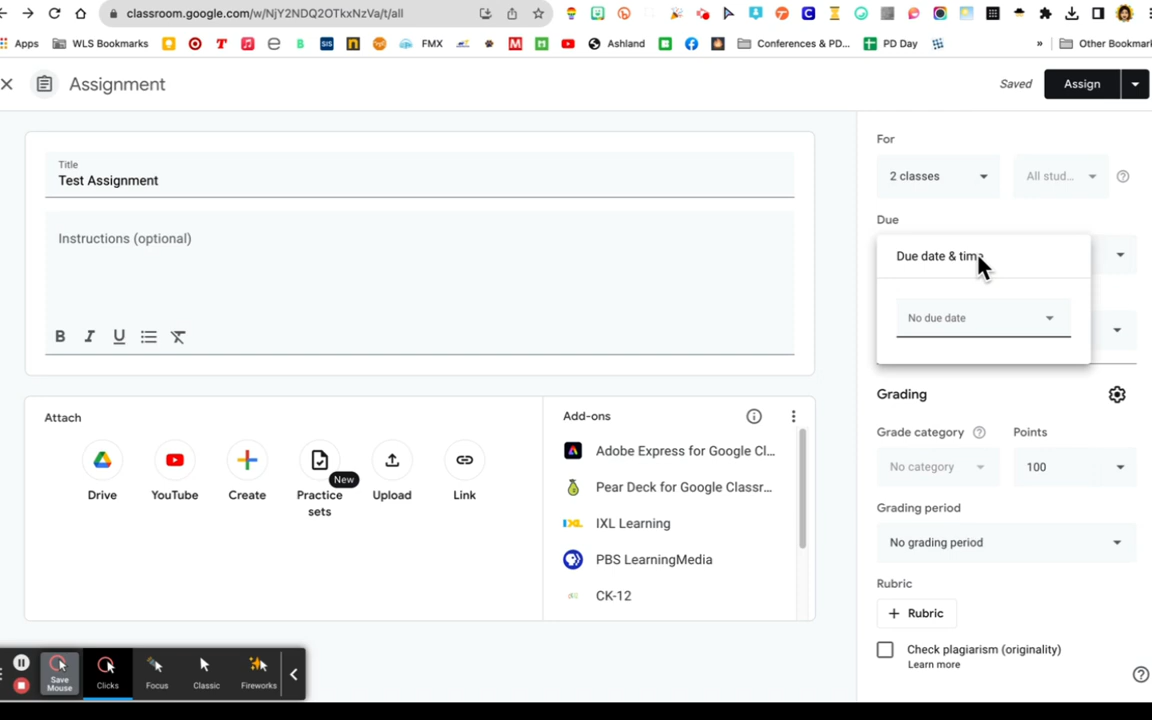 classroom.google.com/w/NjY2NDQ2OTkxNzVa/t/all
Apps
WLS Bookmarks
SIS
FMX
Ashland
Conferences & PD...
PD Day
»
Other Bookmar
Assignment
Saved
Assign
Title
Test Assignment
Instructions (optional)
B I U
For
2 classes
All stud...
Due
Due date & time
No due date
Grading
Grade category
Points
No category
100
Grading period
No grading period
Rubric
+ Rubric
Check plagiarism (originality)
Learn more
Attach
Drive
YouTube
Create
New
Practice
sets
Upload
Link
Add-ons
Adobe Express for Google Cl...
Pear Deck for Google Classr...
IXL Learning
PBS LearningMedia
CK-12
Save
Mouse
Clicks
Focus
Classic
Fireworks